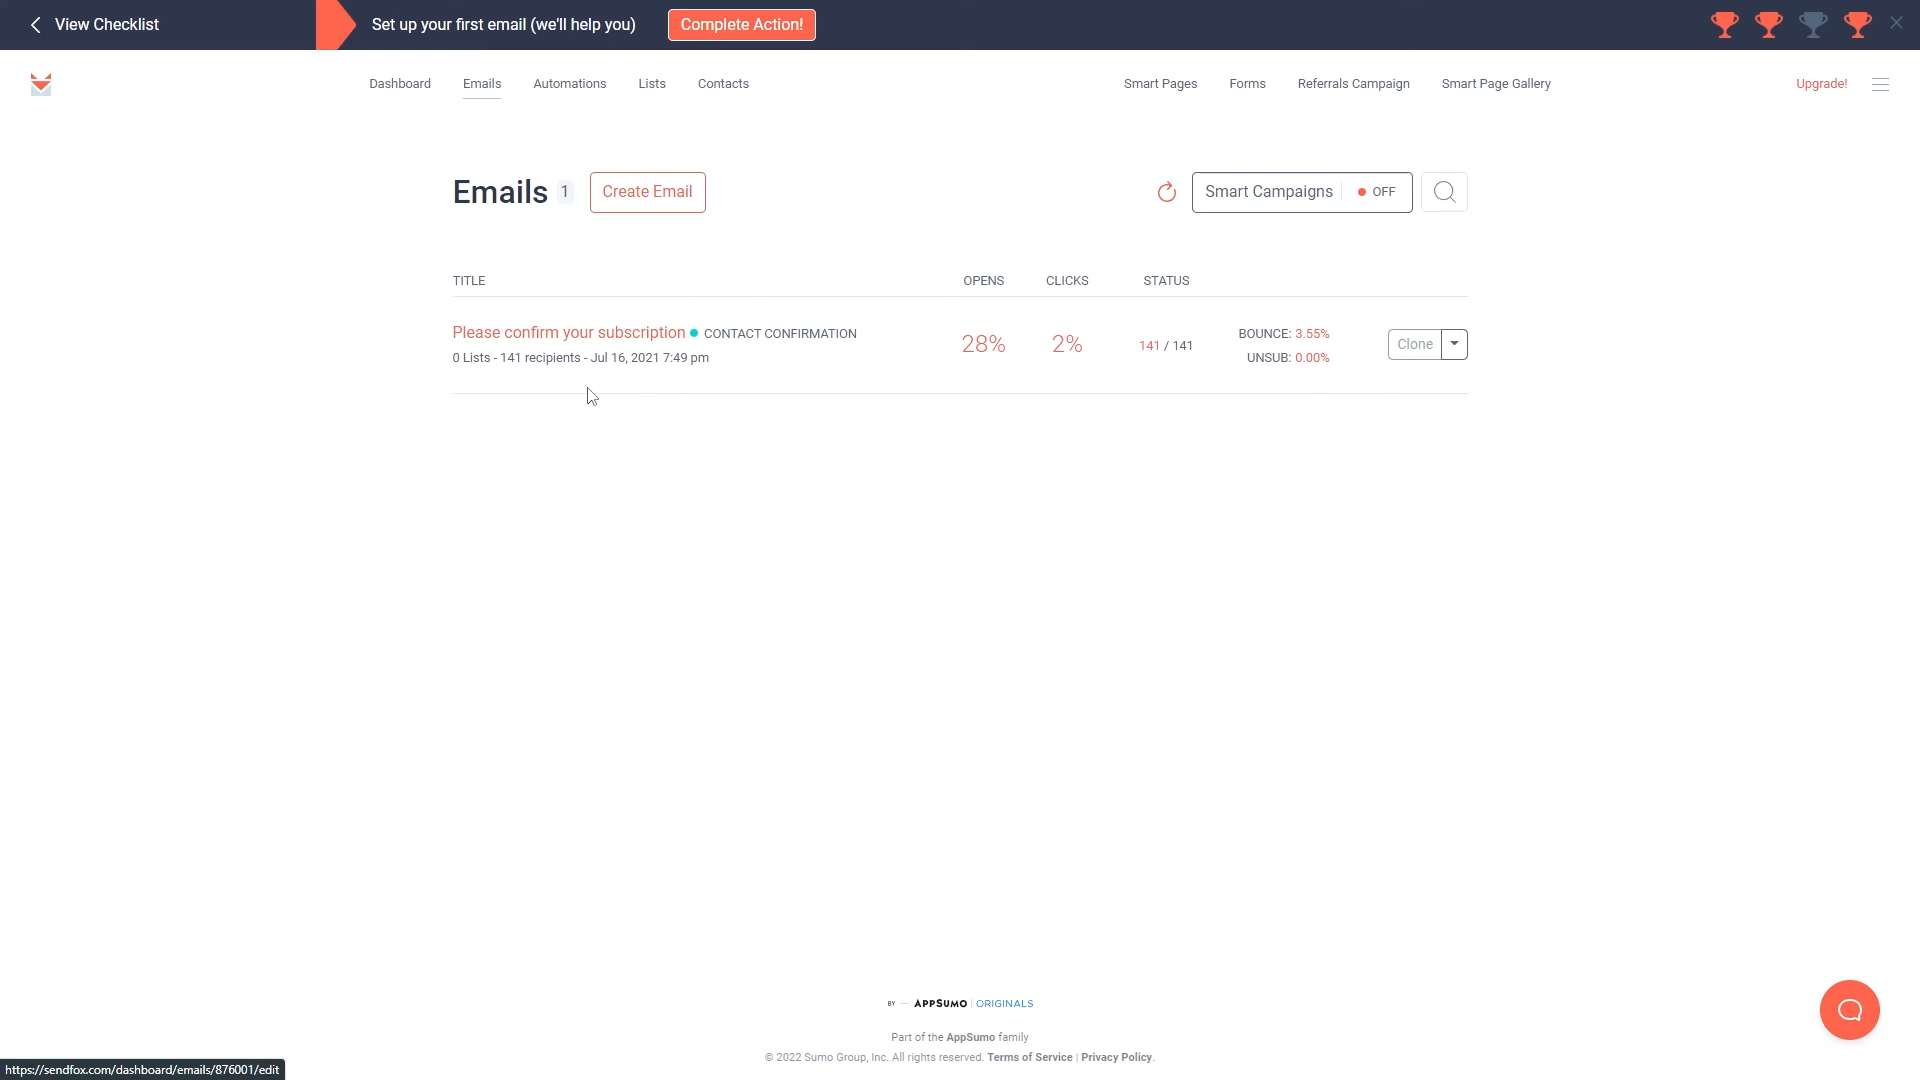 View Checklist
Set up your first email (we'll help you)
Complete Action!
Dashboard Emails Automations Lists Contacts Smart Pages Forms Referrals Campaign Smart Page Gallery Upgrade!
Emails 1 Create Email Smart Campaigns OFF
TITLE OPENS CLICKS STATUS
Please confirm your subscription CONTACT CONFIRMATION
0 Lists - 141 recipients - Jul 16, 2021 7:49 pm
28% 2% 141 / 141
BOUNCE: 3.55%
UNSUB: 0.00%
Clone
BY — APPSUMO | ORIGINALS
Part of the AppSumo family
© 2022 Sumo Group, Inc. All rights reserved. Terms of Service | Privacy Policy.
https://sendfox.com/dashboard/emails/876001/edit